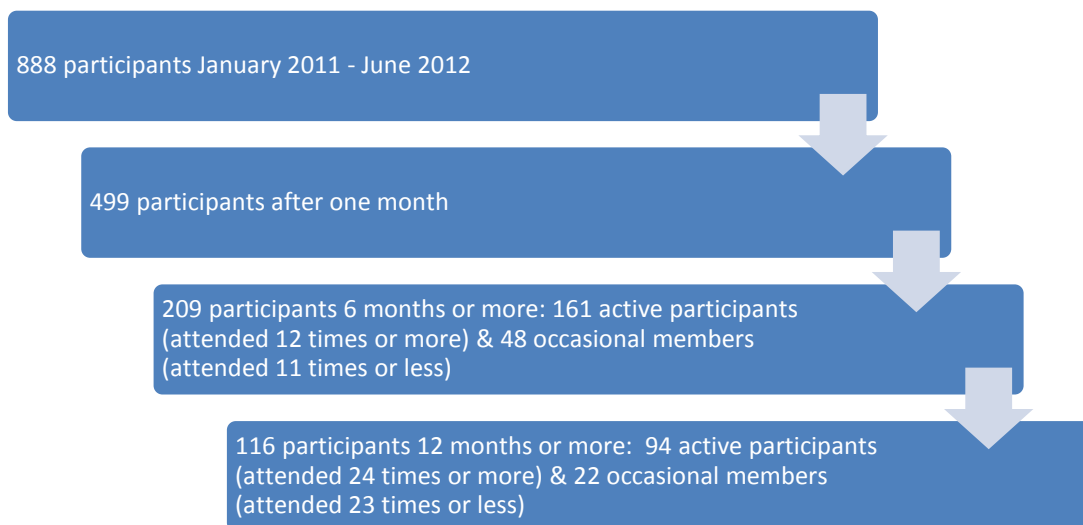 888 participants January 2011 - June 2012
499 participants after one month
209 participants 6 months or more: 161 active participants
(attended 12 times or more) & 48 occasional members
(attended 11 times or less)
116 participants 12 months or more:  94 active participants
(attended 24 times or more) & 22 occasional members
(attended 23 times or less)